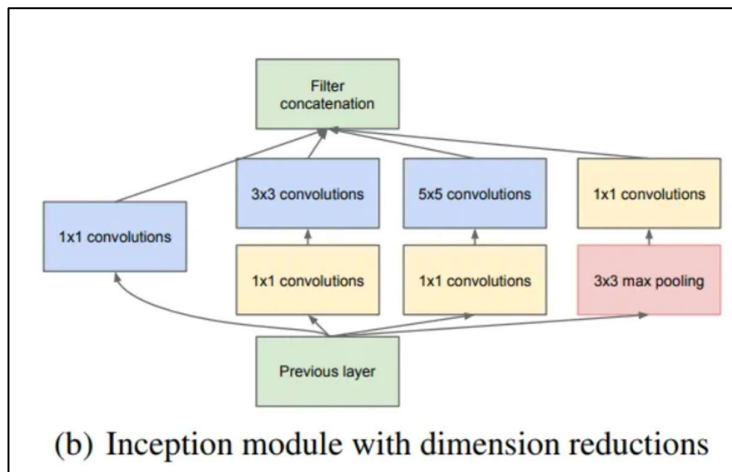 Filter
concatenation
3x3 convolutions
5x5 convolutions
1x1 convolutions
1x1 convolutions
1x1 convolutions
1x1 convolutions
3x3 max pooling
Previous layer
(b) Inception module with dimension reductions